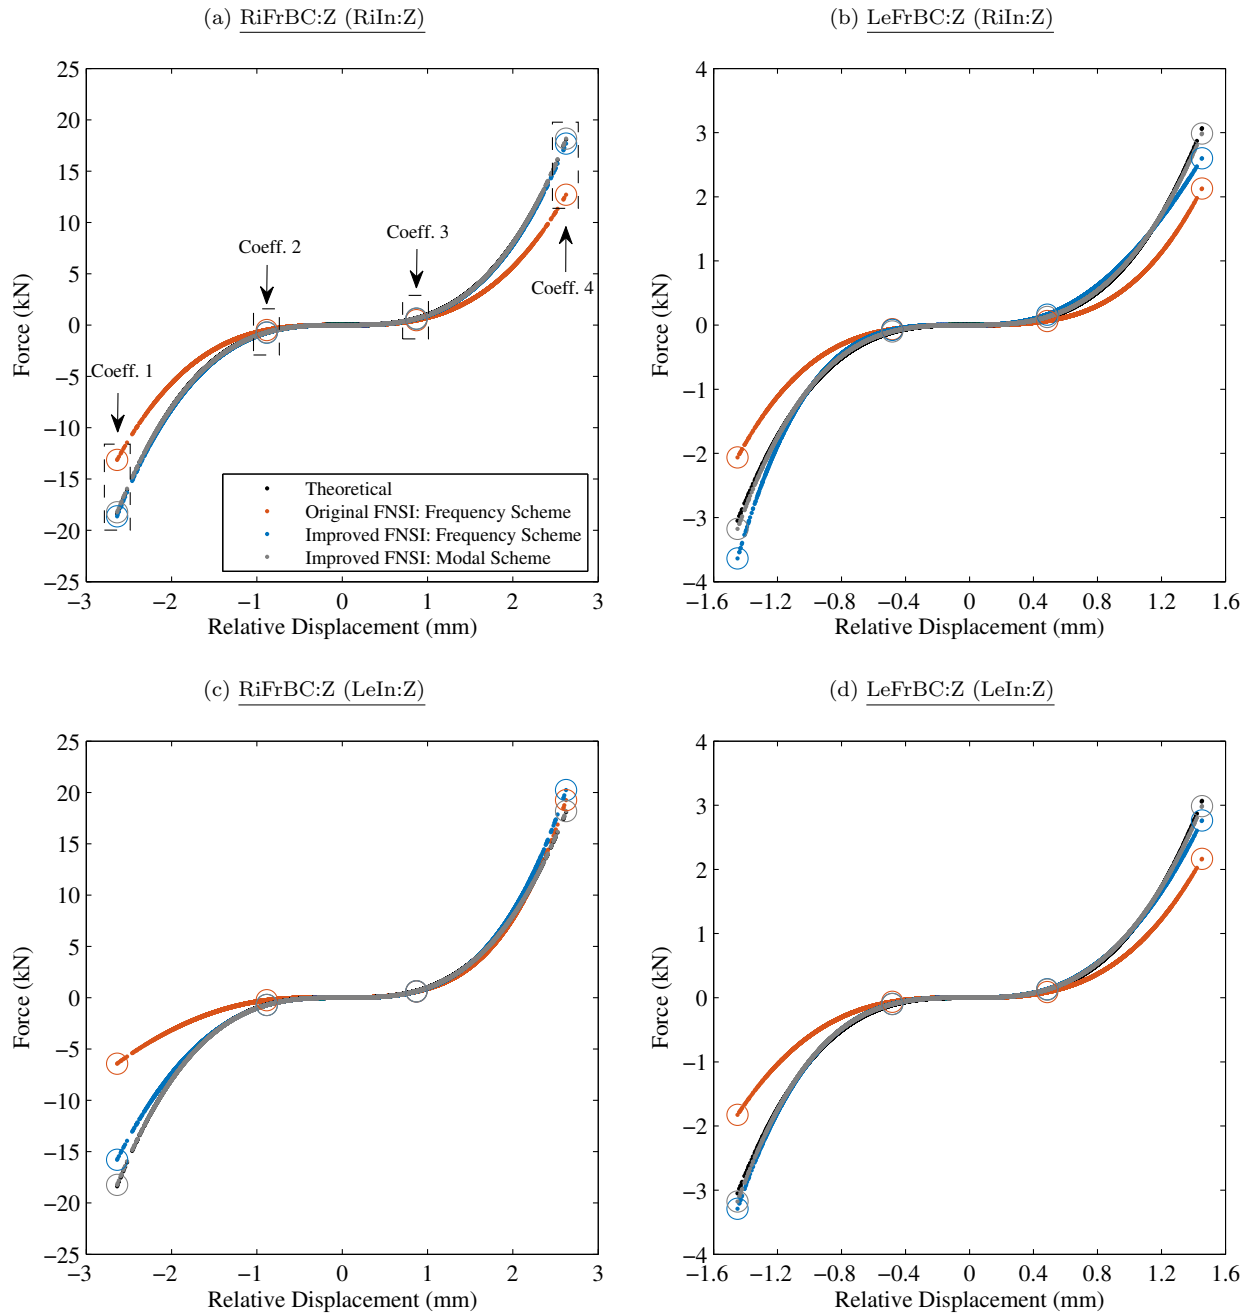 (a) RiFrBC:Z (RiIn:Z)
25
20
15
10
5
0
−5
−10
−15
−20
−25
Force (kN)
Coeff. 1
Coeff. 2
Coeff. 3
Coeff. 4
Theoretical
Original FNSI: Frequency Scheme
Improved FNSI: Frequency Scheme
Improved FNSI: Modal Scheme
−3 −2 −1 0 1 2 3
Relative Displacement (mm)
(b) LeFrBC:Z (RiIn:Z)
4
3
2
1
0
−1
−2
−3
−4
Force (kN)
−1.6 −1.2 −0.8 −0.4 0 0.4 0.8 1.2 1.6
Relative Displacement (mm)
(c) RiFrBC:Z (LeIn:Z)
25
20
15
10
5
0
−5
−10
−15
−20
−25
Force (kN)
−3 −2 −1 0 1 2 3
Relative Displacement (mm)
(d) LeFrBC:Z (LeIn:Z)
4
3
2
1
0
−1
−2
−3
−4
Force (kN)
−1.6 −1.2 −0.8 −0.4 0 0.4 0.8 1.2 1.6
Relative Displacement (mm)